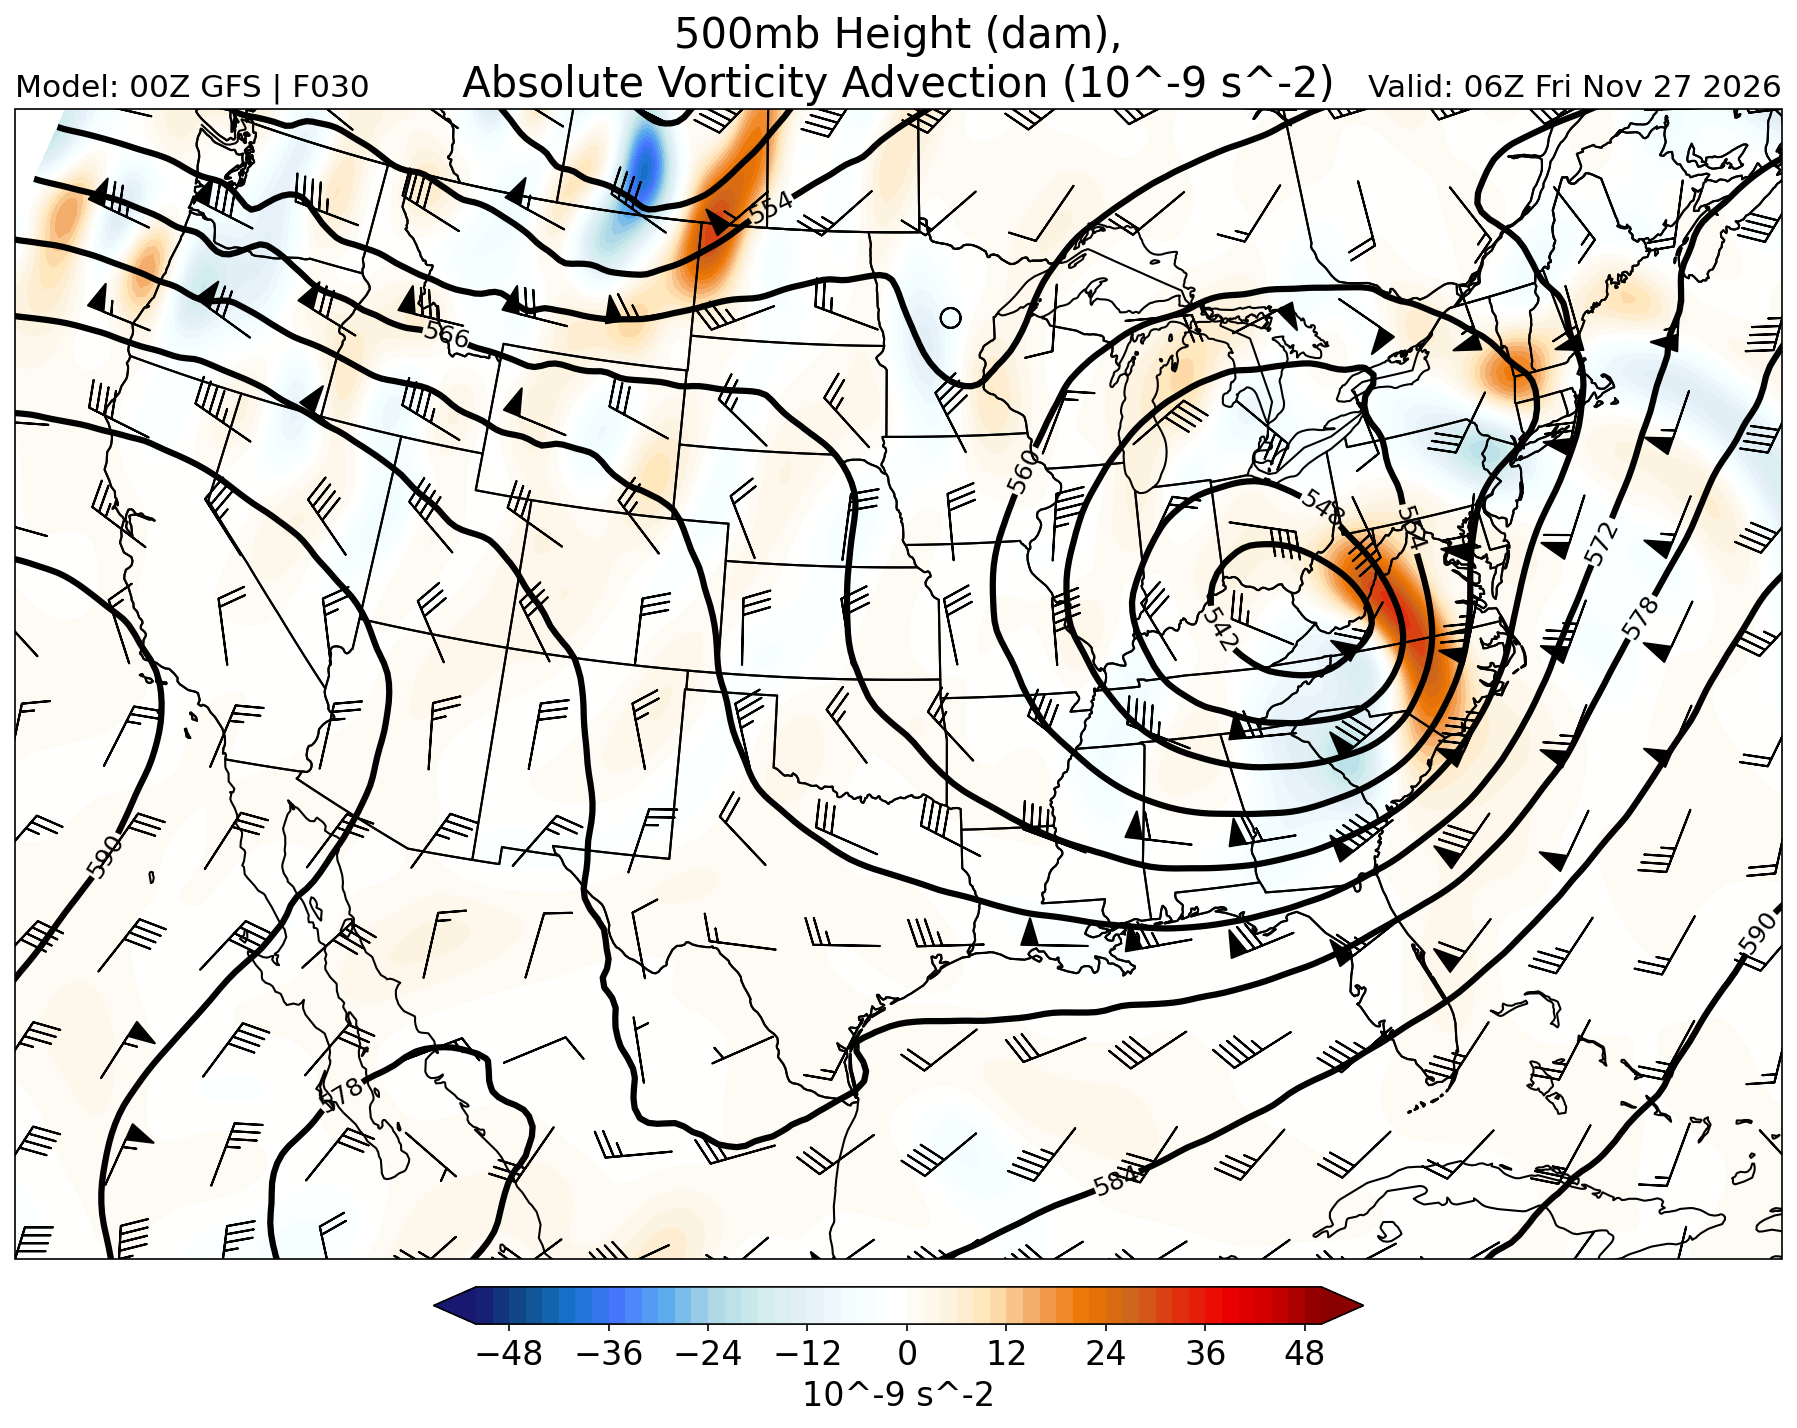 500mb Height (dam),
Model: 00Z GFS | F030
Absolute Vorticity Advection (10^-9 s^-2)
Valid: 06Z Fri Nov 27 2026
554
566
560
548
554
572
542
578
590
590
578
584
−48 −36 −24 −12 0 12 24 36 48
10^-9 s^-2